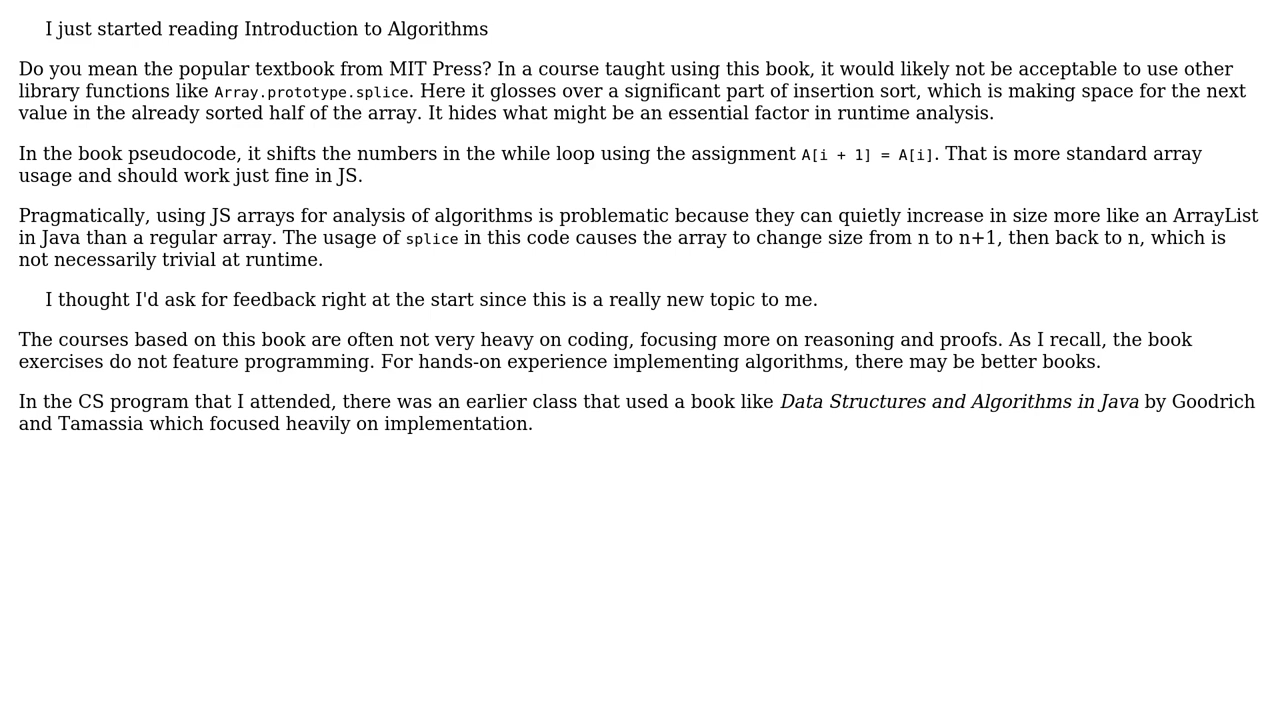 I just started reading Introduction to Algorithms
Do you mean the popular textbook from MIT Press? In a course taught using this book, it would likely not be acceptable to use other
library functions like Array.prototype.splice. Here it glosses over a significant part of insertion sort, which is making space for the next
value in the already sorted half of the array. It hides what might be an essential factor in runtime analysis.
In the book pseudocode, it shifts the numbers in the while loop using the assignment A[i + 1] = A[i]. That is more standard array
usage and should work just fine in JS.
Pragmatically, using JS arrays for analysis of algorithms is problematic because they can quietly increase in size more like an ArrayList
in Java than a regular array. The usage of splice in this code causes the array to change size from n to n+1, then back to n, which is
not necessarily trivial at runtime.
I thought I'd ask for feedback right at the start since this is a really new topic to me.
The courses based on this book are often not very heavy on coding, focusing more on reasoning and proofs. As I recall, the book
exercises do not feature programming. For hands-on experience implementing algorithms, there may be better books.
In the CS program that I attended, there was an earlier class that used a book like Data Structures and Algorithms in Java by Goodrich
and Tamassia which focused heavily on implementation.